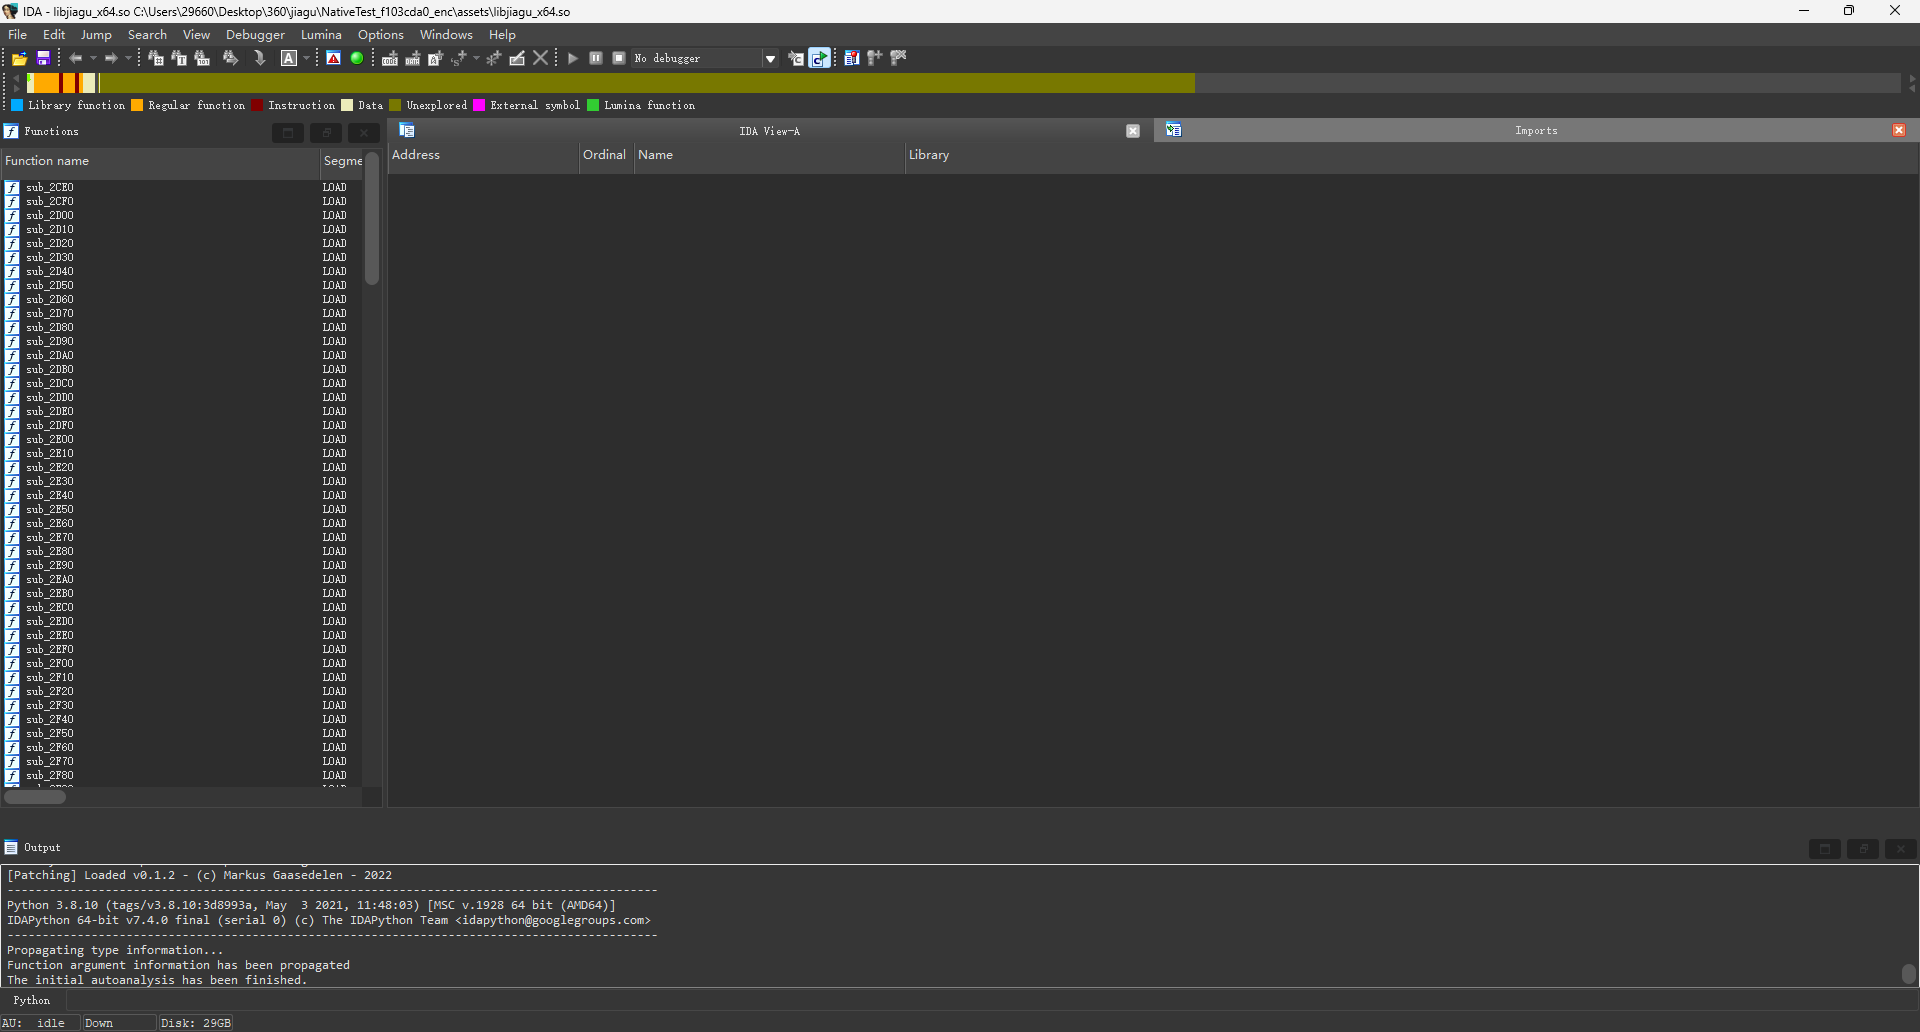 IDA - libjiagu_x64.so C:\Users\29660\Desktop\360\jiagu\NativeTest_f103cda0_enc\assets\libjiagu_x64.so
File Edit Jump Search View Debugger Lumina Options Windows Help
No debugger
Library function Regular function Instruction Data Unexplored External symbol Lumina function
Functions
IDA View-A
Imports
Function name Segme
Address Ordinal Name Library
sub_2CE0 LOAD
sub_2CF0 LOAD
sub_2D00 LOAD
sub_2D10 LOAD
sub_2D20 LOAD
sub_2D30 LOAD
sub_2D40 LOAD
sub_2D50 LOAD
sub_2D60 LOAD
sub_2D70 LOAD
sub_2D80 LOAD
sub_2D90 LOAD
sub_2DA0 LOAD
sub_2DB0 LOAD
sub_2DC0 LOAD
sub_2DD0 LOAD
sub_2DE0 LOAD
sub_2DF0 LOAD
sub_2E00 LOAD
sub_2E10 LOAD
sub_2E20 LOAD
sub_2E30 LOAD
sub_2E40 LOAD
sub_2E50 LOAD
sub_2E60 LOAD
sub_2E70 LOAD
sub_2E80 LOAD
sub_2E90 LOAD
sub_2EA0 LOAD
sub_2EB0 LOAD
sub_2EC0 LOAD
sub_2ED0 LOAD
sub_2EE0 LOAD
sub_2EF0 LOAD
sub_2F00 LOAD
sub_2F10 LOAD
sub_2F20 LOAD
sub_2F30 LOAD
sub_2F40 LOAD
sub_2F50 LOAD
sub_2F60 LOAD
sub_2F70 LOAD
sub_2F80 LOAD
Output
[Patching] Loaded v0.1.2 - (c) Markus Gaasedelen - 2022
---------------------------------------------------------------------------------------------
Python 3.8.10 (tags/v3.8.10:3d8993a, May  3 2021, 11:48:03) [MSC v.1928 64 bit (AMD64)]
IDAPython 64-bit v7.4.0 final (serial 0) (c) The IDAPython Team <idapython@googlegroups.com>
---------------------------------------------------------------------------------------------
Propagating type information...
Function argument information has been propagated
The initial autoanalysis has been finished.
Python
AU: idle Down Disk: 29GB